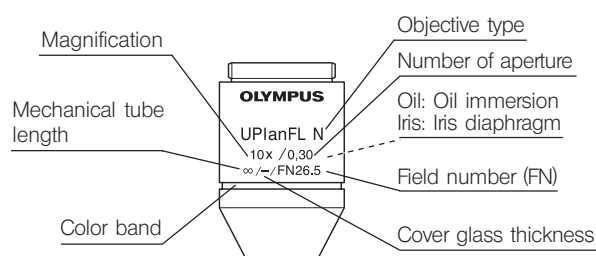 Objective type
Magnification
Number of aperture
OLYMPUS
Mechanical tube
length
Oil: Oil immersion
Iris: Iris diaphragm
UPlanFL N
10x /0,30
∞/–/FN26.5
Field number (FN)
Color band
Cover glass thickness